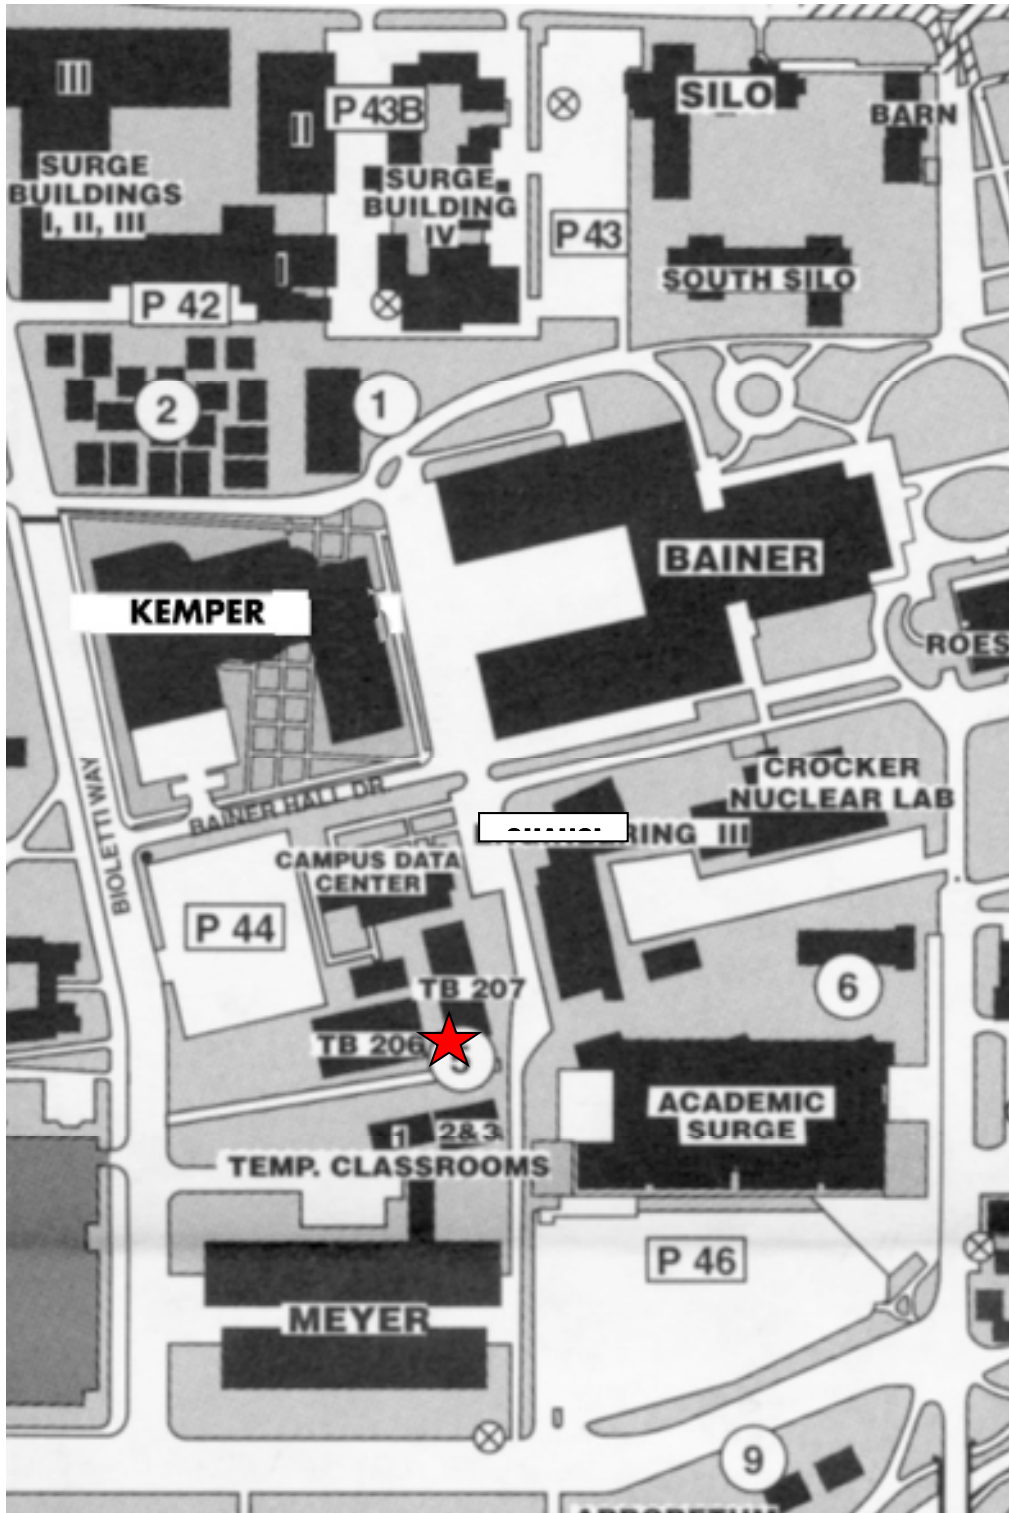 III
II
P 43B
SILO
BARN
SURGE
BUILDINGS
I, II, III
SURGE
BUILDING
IV
P 43
I
SOUTH SILO
P 42
2
1
BAINER
KEMPER
ROES
BIOLETTI WAY
BAINER HALL DR.
CROCKER
NUCLEAR LAB
RING III
CAMPUS DATA
CENTER
P 44
TB 207
6
TB 206
5
ACADEMIC
SURGE
1
2&3
TEMP. CLASSROOMS
P 46
MEYER
9
ARBORETUM